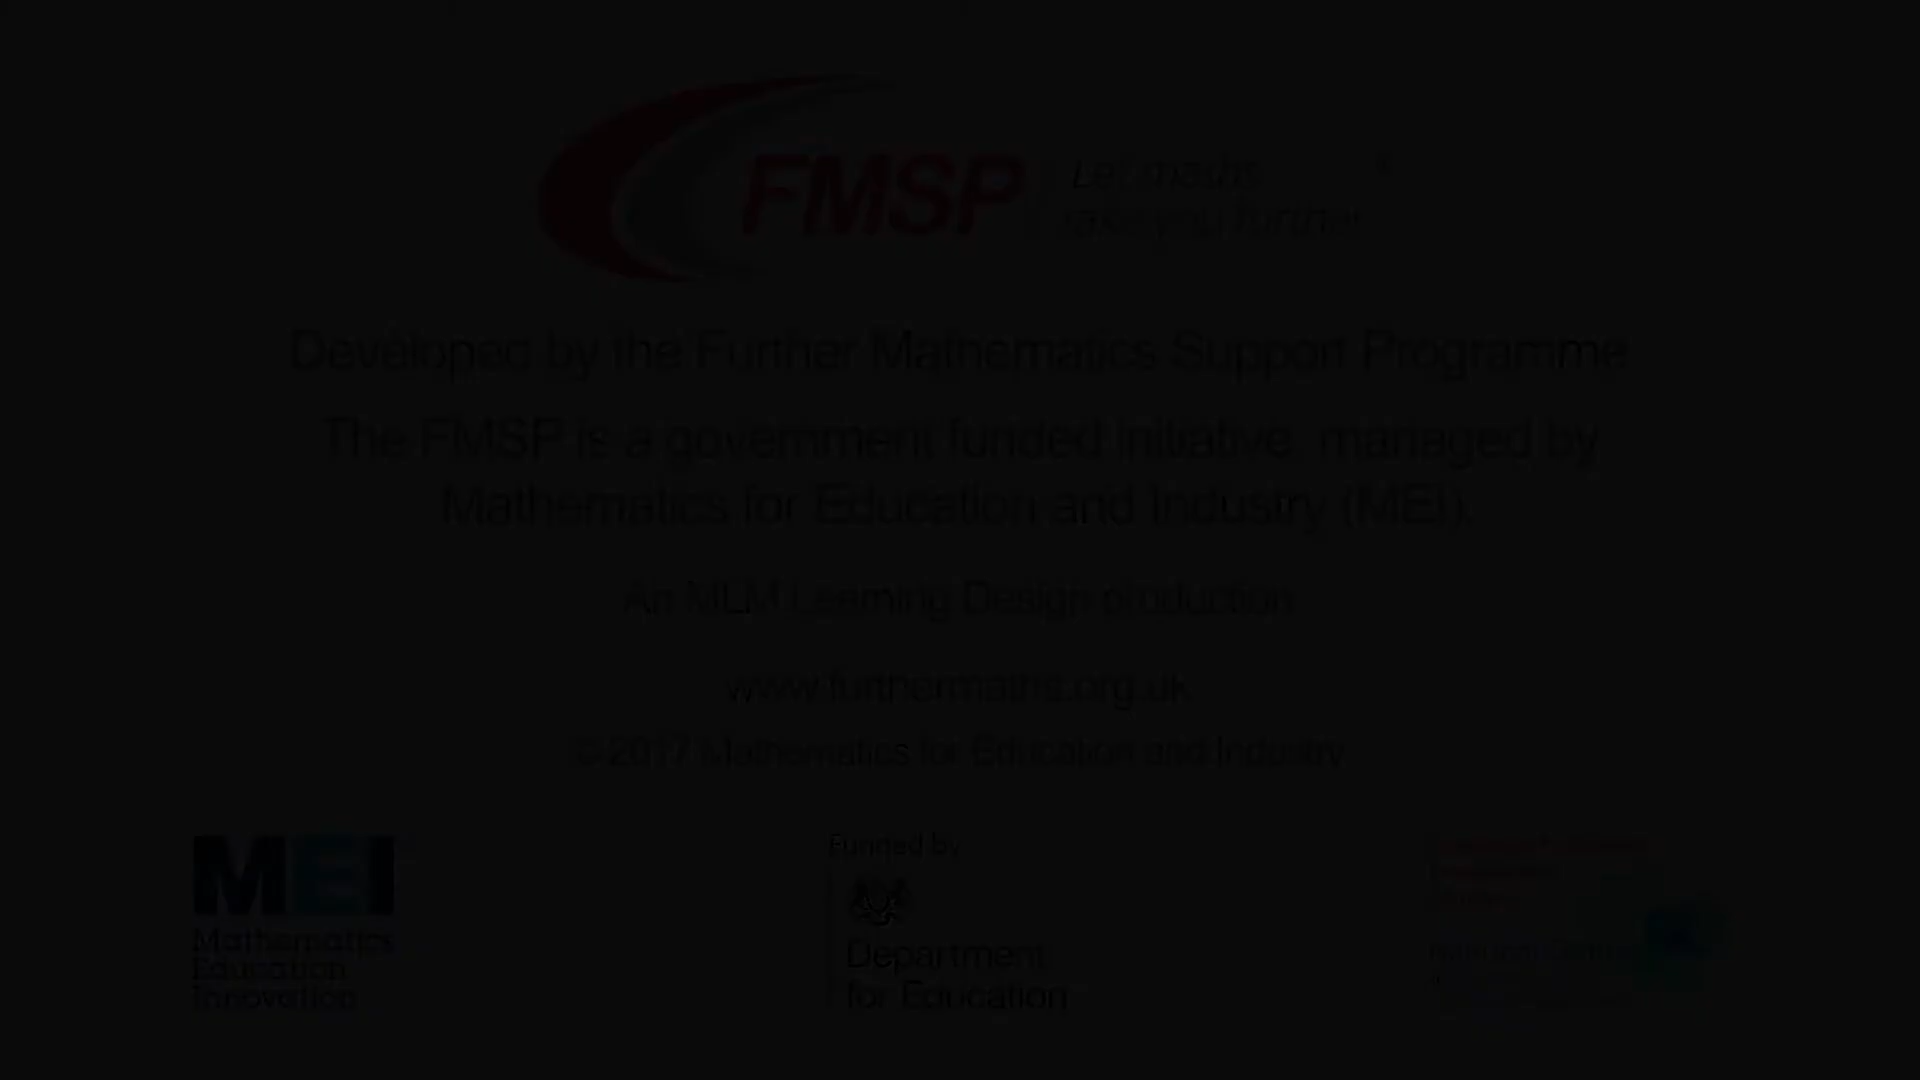 FMSP
Let maths
take you further
Developed by the Further Mathematics Support Programme
The FMSP is a government funded initiative, managed by
Mathematics for Education and Industry (MEI).
An MLM Learning Design production
www.furthermaths.org.uk
© 2017 Mathematics for Education and Industry
MEI
Mathematics
Education
Innovation
Funded by
Department
for Education